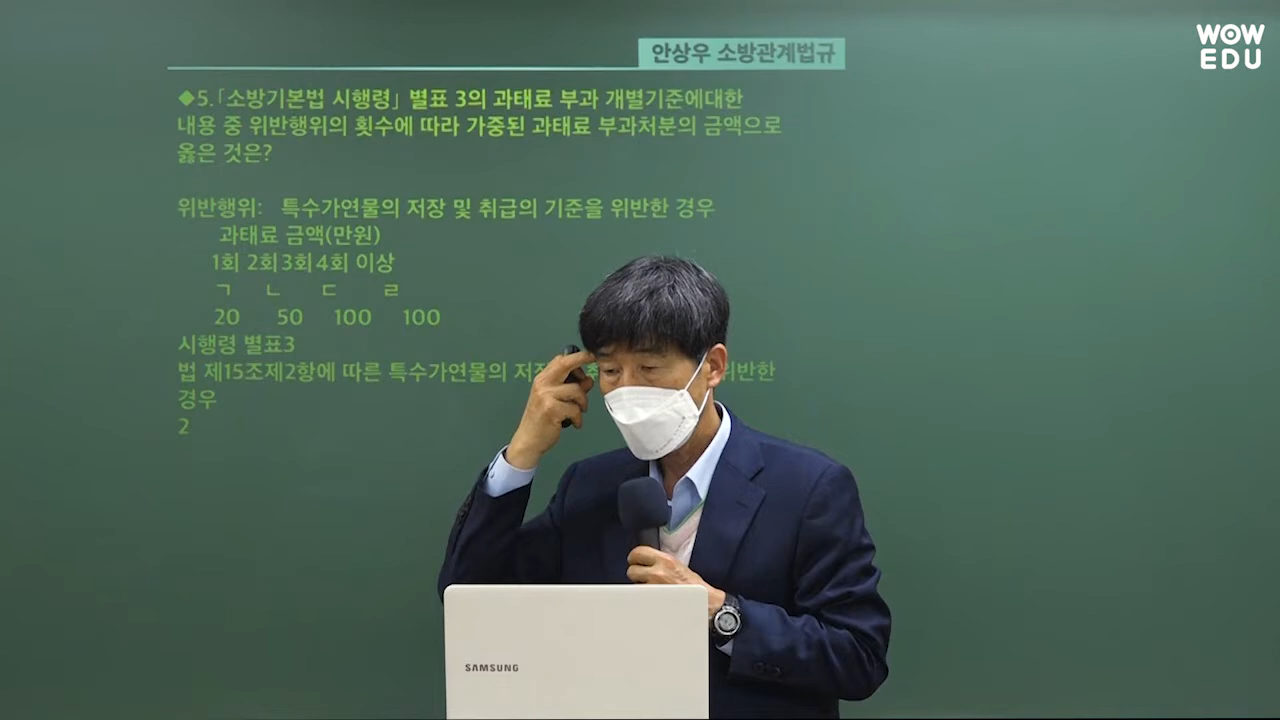 WOW
EDU
안상우 소방관계법규
◆5.「소방기본법 시행령」 별표 3의 과태료 부과 개별기준에대한
내용 중 위반행위의 횟수에 따라 가중된 과태료 부과처분의 금액으로
옳은 것은?
위반행위: 특수가연물의 저장 및 취급의 기준을 위반한 경우
과태료 금액(만원)
1회 2회3회4회 이상
ㄱ ㄴ ㄷ ㄹ
20 50 100 100
시행령 별표3
법 제15조제2항에 따른 특수가연물의 위반한
경우
2
SAMSUNG